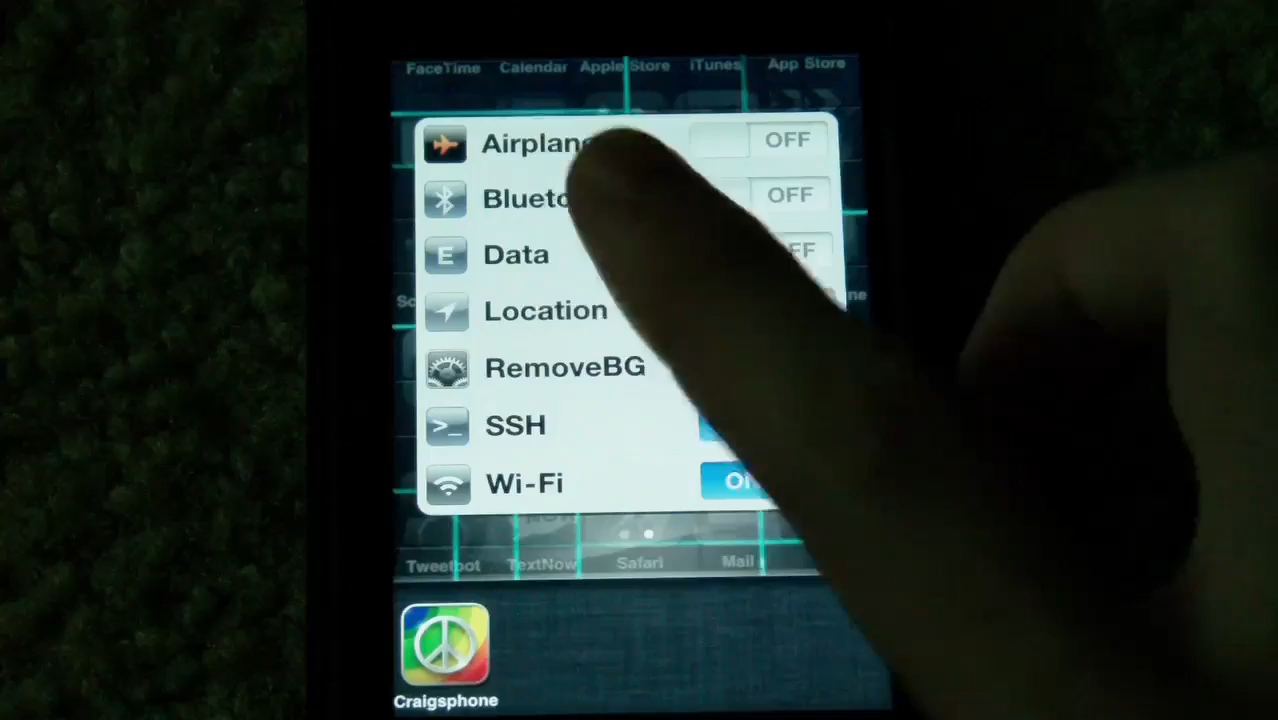 FaceTime Calendar Apple Store iTunes App Store
Airplane OFF
OFF
Data
Location
RemoveBG
SSH
Wi-Fi ON
Tweetbot TextNow Safari Mail
Craigsphone